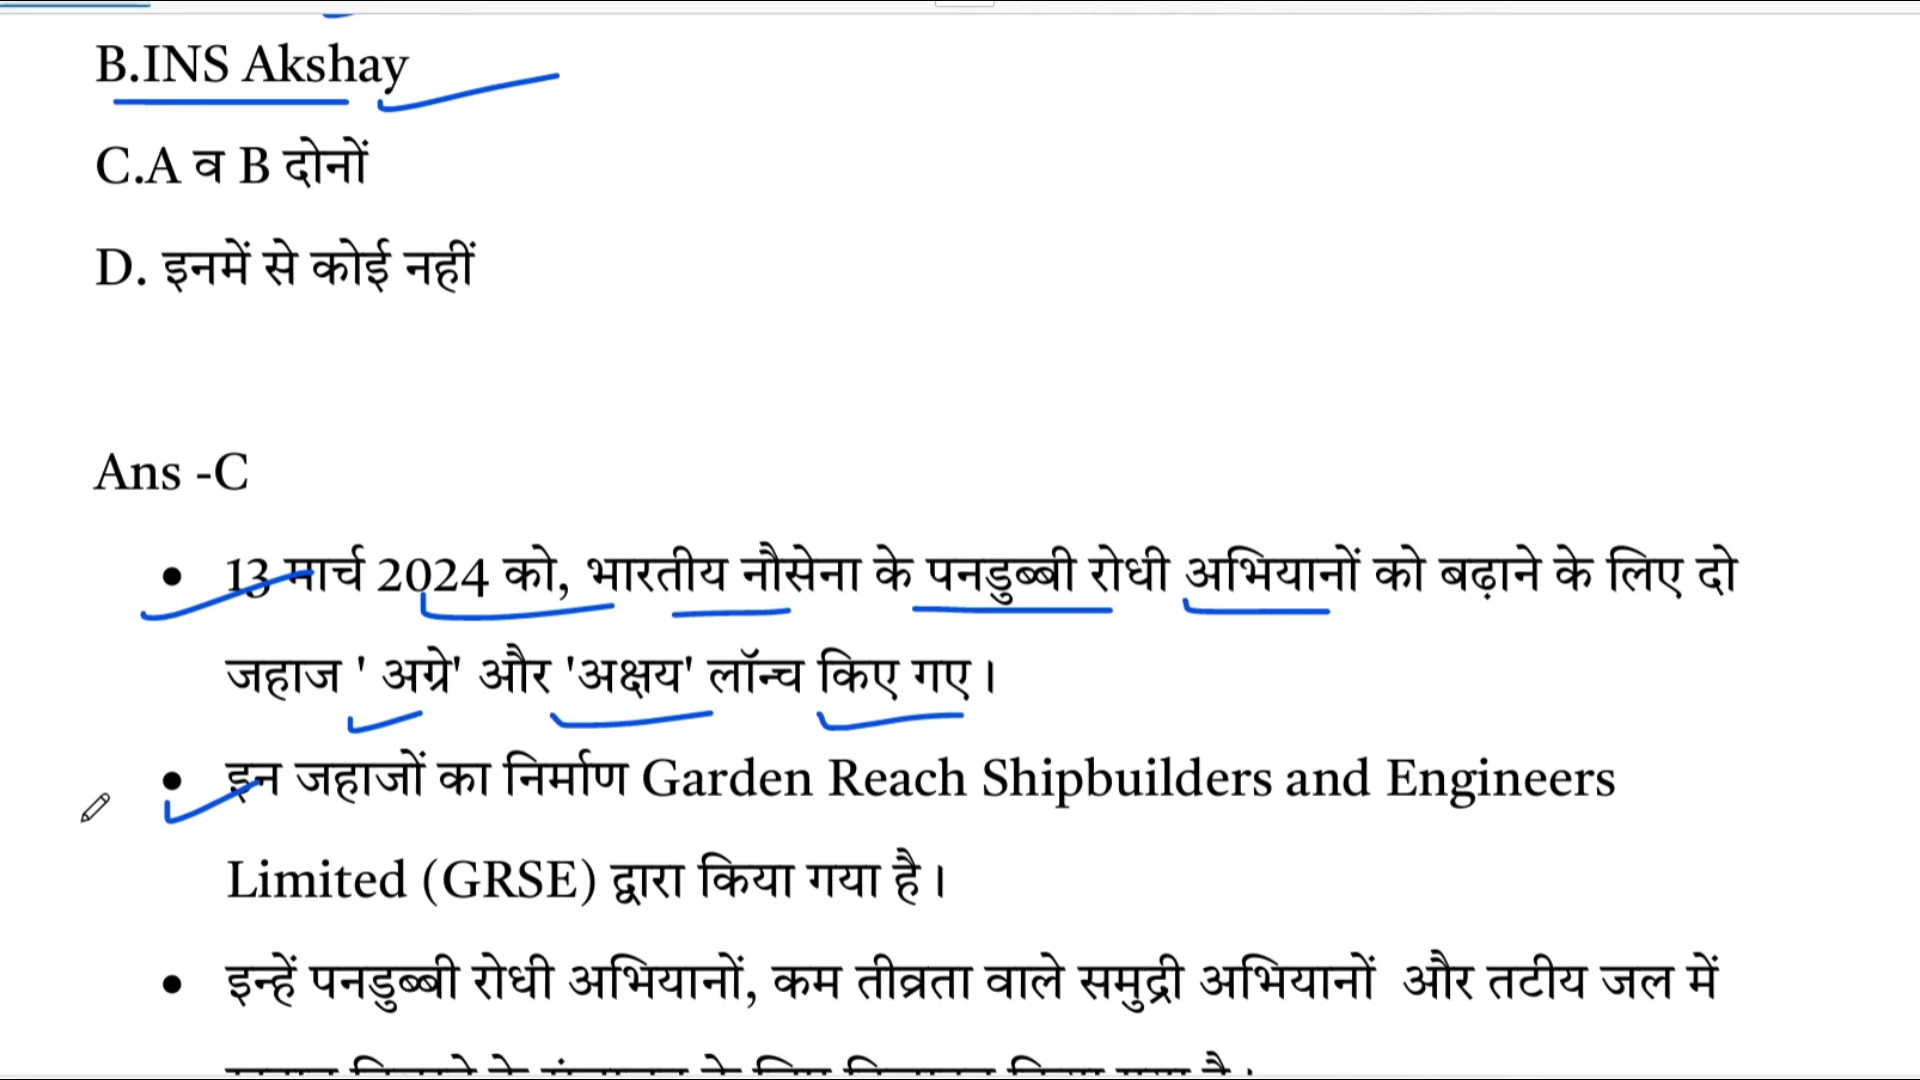 B.INS Akshay
C.A व B दोनों
D. इनमें से कोई नहीं
Ans -C
• 13 मार्च 2024 को, भारतीय नौसेना के पनडुब्बी रोधी अभियानों को बढ़ाने के लिए दो
जहाज ' अग्रे' और 'अक्षय' लॉन्च किए गए।
• इन जहाजों का निर्माण Garden Reach Shipbuilders and Engineers
Limited (GRSE) द्वारा किया गया है।
• इन्हें पनडुब्बी रोधी अभियानों, कम तीव्रता वाले समुद्री अभियानों और तटीय जल में